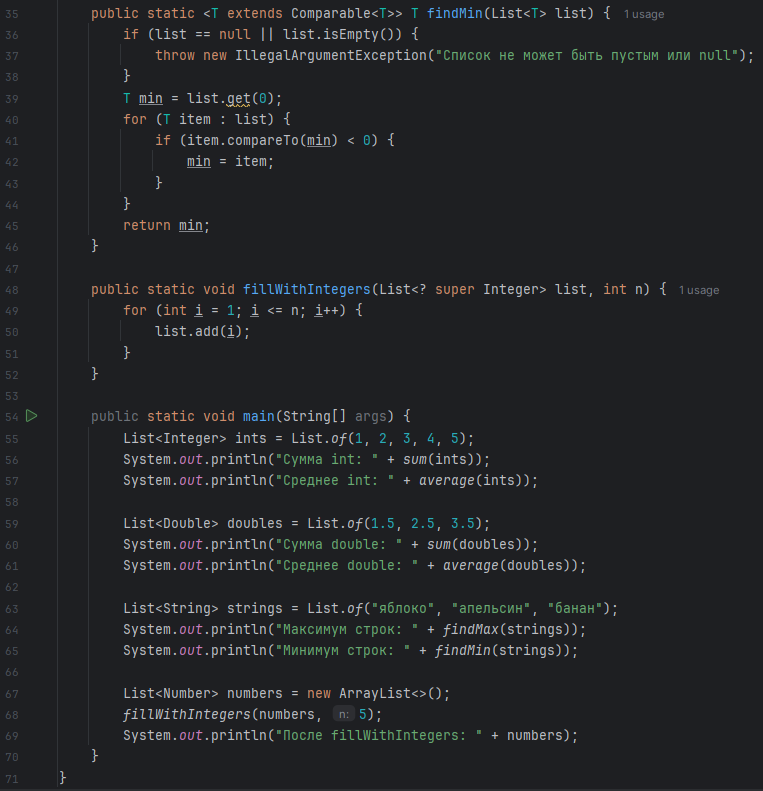 35 public static <T extends Comparable<T>> T findMin(List<T> list) { 1 usage
36 if (list == null || list.isEmpty()) {
37 throw new IllegalArgumentException("Список не может быть пустым или null");
38 }
39 T min = list.get(0);
40 for (T item : list) {
41 if (item.compareTo(min) < 0) {
42 min = item;
43 }
44 }
45 return min;
46 }
47
48 public static void fillWithIntegers(List<? super Integer> list, int n) { 1 usage
49 for (int i = 1; i <= n; i++) {
50 list.add(i);
51 }
52 }
53
54 public static void main(String[] args) {
55 List<Integer> ints = List.of(1, 2, 3, 4, 5);
56 System.out.println("Сумма int: " + sum(ints));
57 System.out.println("Среднее int: " + average(ints));
58
59 List<Double> doubles = List.of(1.5, 2.5, 3.5);
60 System.out.println("Сумма double: " + sum(doubles));
61 System.out.println("Среднее double: " + average(doubles));
62
63 List<String> strings = List.of("яблоко", "апельсин", "банан");
64 System.out.println("Максимум строк: " + findMax(strings));
65 System.out.println("Минимум строк: " + findMin(strings));
66
67 List<Number> numbers = new ArrayList<>();
68 fillWithIntegers(numbers, n: 5);
69 System.out.println("После fillWithIntegers: " + numbers);
70 }
71 }